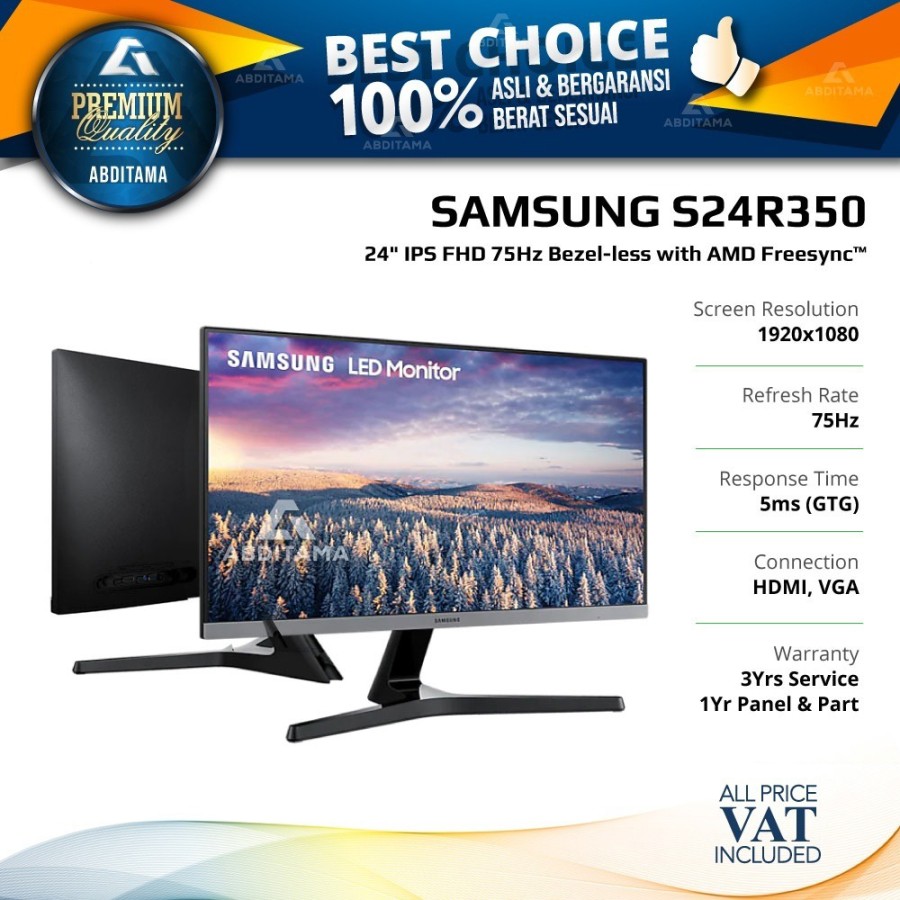 ABDITAMA
PREMIUM
Quality
ABDITAMA
BEST CHOICE
100% ASLI & BERGARANSI
BERAT SESUAI
ABDITAMA
ABDITAMA
ABDITAMA
ABDITAMA
SAMSUNG S24R350
24" IPS FHD 75Hz Bezel-less with AMD Freesync™
Screen Resolution
1920x1080
Refresh Rate
75Hz
Response Time
5ms (GTG)
Connection
HDMI, VGA
Warranty
3Yrs Service
1Yr Panel & Part
SAMSUNG LED Monitor
ABDITAMA
SAMSUNG
ALL PRICE
VAT
INCLUDED